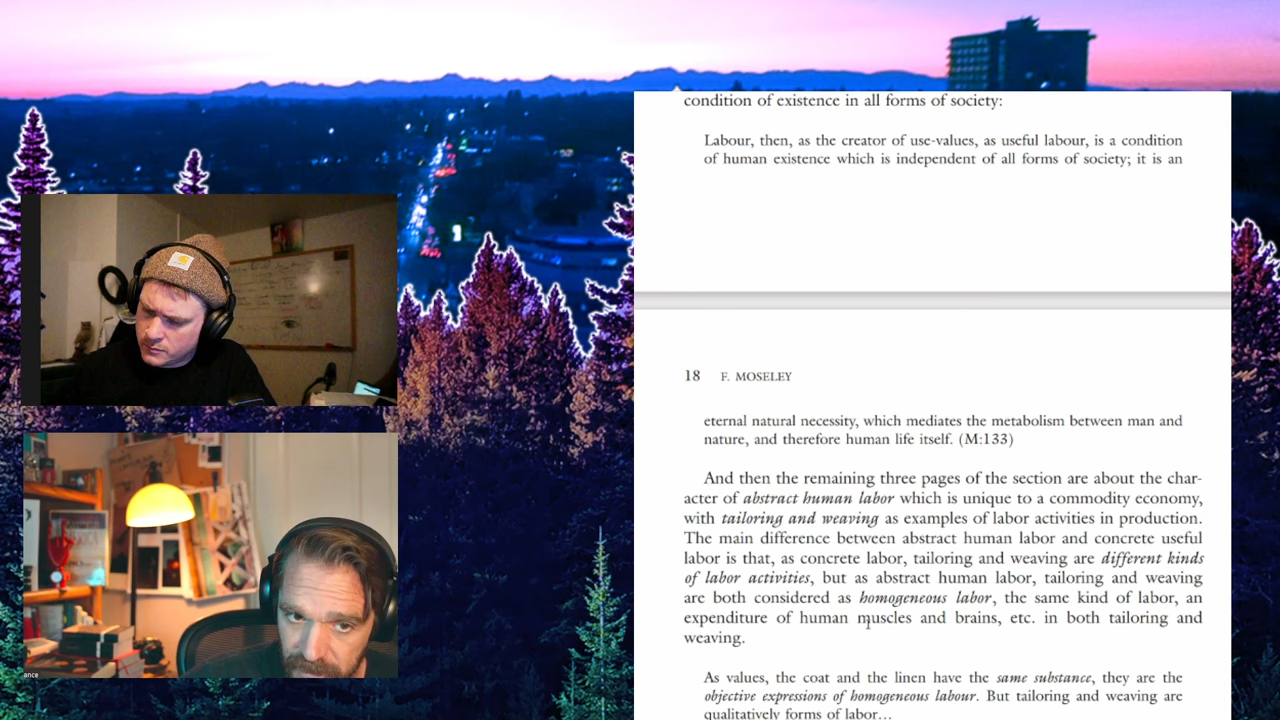 condition of existence in all forms of society:
Labour, then, as the creator of use-values, as useful labour, is a condition
of human existence which is independent of all forms of society; it is an
18 F. MOSELEY
eternal natural necessity, which mediates the metabolism between man and
nature, and therefore human life itself. (M:133)
And then the remaining three pages of the section are about the char-
acter of abstract human labor which is unique to a commodity economy,
with tailoring and weaving as examples of labor activities in production.
The main difference between abstract human labor and concrete useful
labor is that, as concrete labor, tailoring and weaving are different kinds
of labor activities, but as abstract human labor, tailoring and weaving
are both considered as homogeneous labor, the same kind of labor, an
expenditure of human muscles and brains, etc. in both tailoring and
weaving.
As values, the coat and the linen have the same substance, they are the
objective expressions of homogeneous labour. But tailoring and weaving are
qualitatively forms of labor…
ance